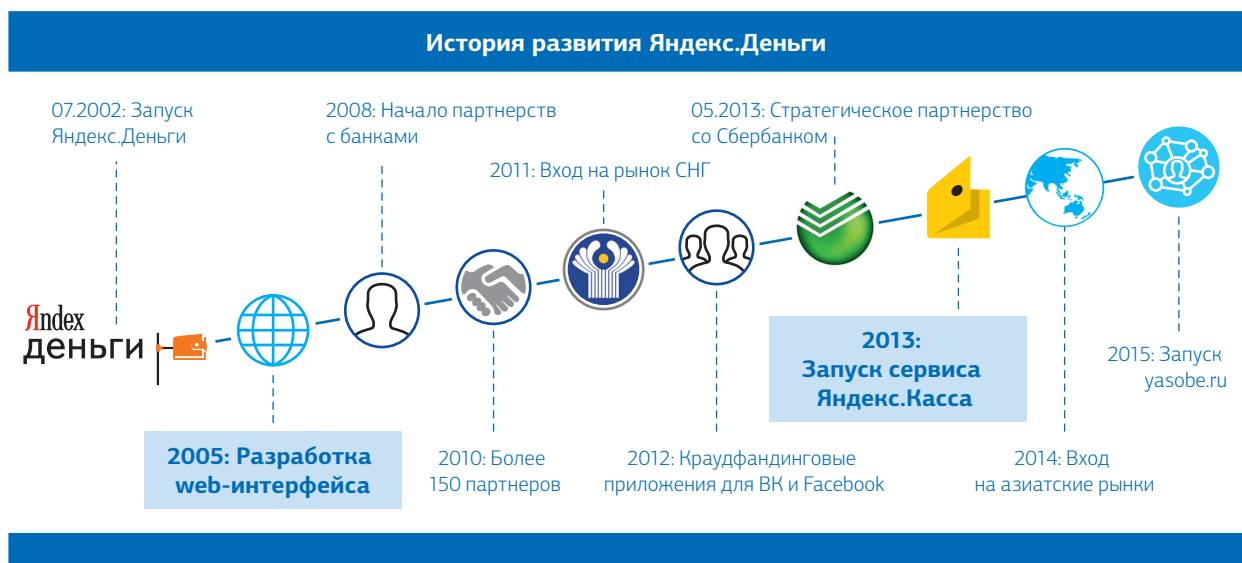 История развития Яндекс.Деньги
07.2002: Запуск
Яндекс.Деньги
2008: Начало партнерств
с банками
2011: Вход на рынок СНГ
05.2013: Стратегическое партнерство
со Сбербанком
Яndex
деньги
2005: Разработка
web-интерфейса
2010: Более
150 партнеров
2012: Краудфандинговые
приложения для ВК и Facebook
2013:
Запуск сервиса
Яндекс.Касса
2014: Вход
на азиатские рынки
2015: Запуск
yasobe.ru